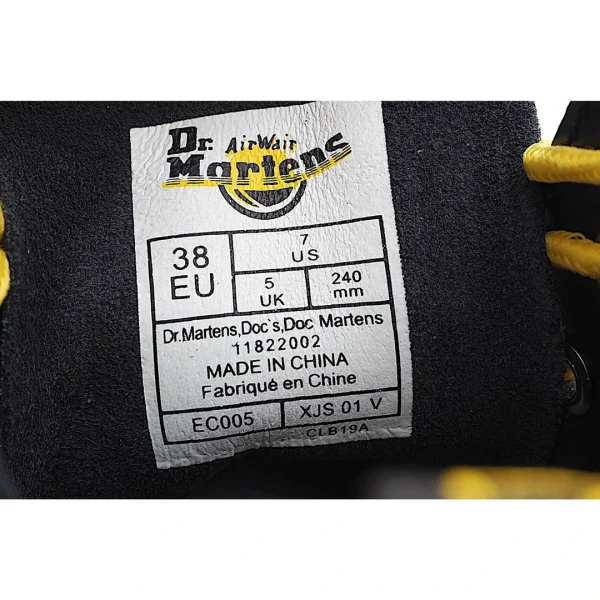 Dr. AirWair
Martens
38
EU
7
US
5
UK
240
mm
Dr.Martens,Doc`s,Doc Martens
11822002
MADE IN CHINA
Fabriqué en Chine
EC005
XJS 01 V
CLB19A